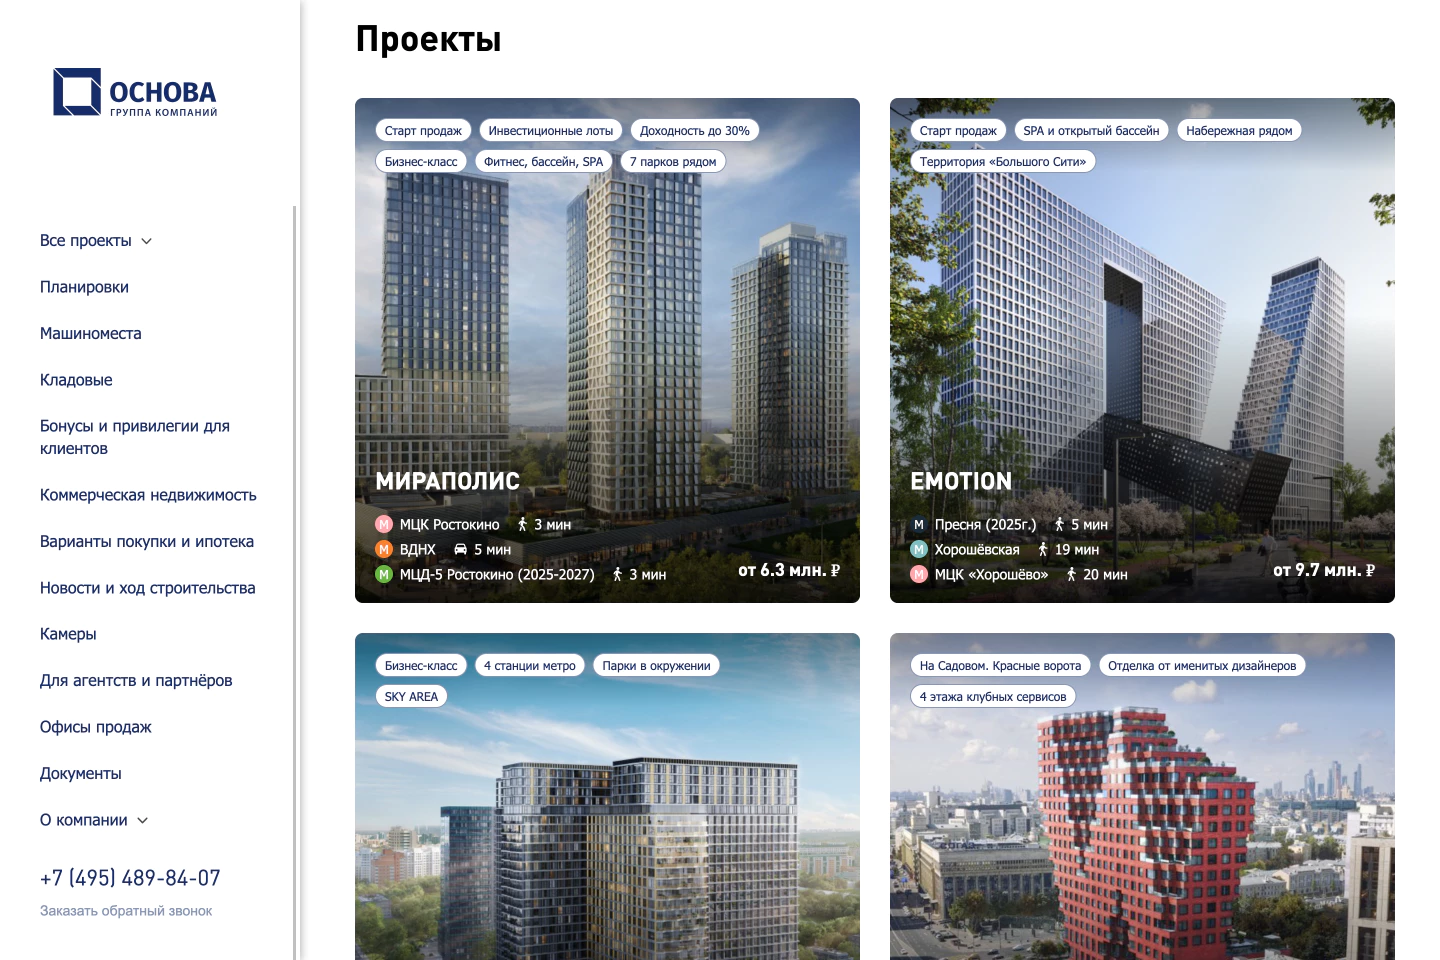 ОСНОВА
ГРУППА КОМПАНИЙ
Все проекты
Планировки
Машиноместа
Кладовые
Бонусы и привилегии для
клиентов
Коммерческая недвижимость
Варианты покупки и ипотека
Новости и ход строительства
Камеры
Для агентств и партнёров
Офисы продаж
Документы
О компании
+7 (495) 489-84-07
Заказать обратный звонок
Проекты
Старт продаж Инвестиционные лоты Доходность до 30%
Бизнес-класс Фитнес, бассейн, SPA 7 парков рядом
МИРАПОЛИС
М МЦК Ростокино 3 мин
М ВДНХ 5 мин
М МЦД-5 Ростокино (2025-2027) 3 мин
от 6.3 млн. ₽
Старт продаж SPA и открытый бассейн Набережная рядом
Территория «Большого Сити»
EMOTION
М Пресня (2025г.) 5 мин
М Хорошёвская 19 мин
М МЦК «Хорошёво» 20 мин
от 9.7 млн. ₽
Бизнес-класс 4 станции метро Парки в окружении
SKY AREA
На Садовом. Красные ворота Отделка от именитых дизайнеров
4 этажа клубных сервисов